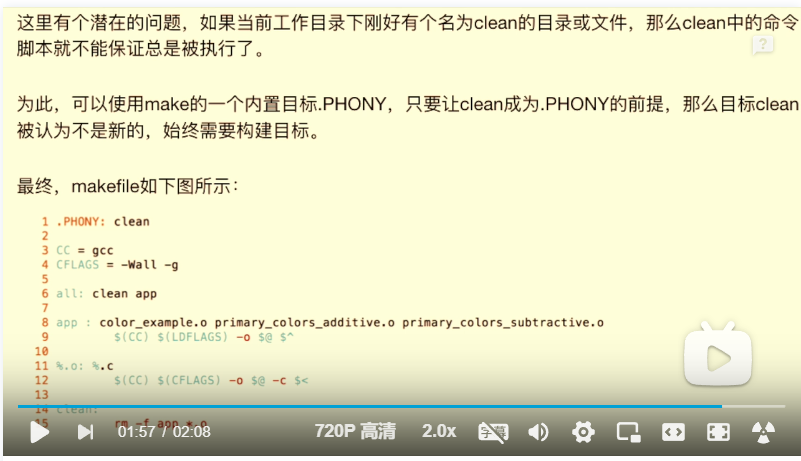 这里有个潜在的问题，如果当前工作目录下刚好有个名为clean的目录或文件，那么clean中的命令
脚本就不能保证总是被执行了。
为此，可以使用make的一个内置目标.PHONY，只要让clean成为.PHONY的前提，那么目标clean
被认为不是新的，始终需要构建目标。
最终，makefile如下图所示：
1 .PHONY: clean
2
3 CC = gcc
4 CFLAGS = -Wall -g
5
6 all: clean app
7
8 app : color_example.o primary_colors_additive.o primary_colors_subtractive.o
9 $(CC) $(LDFLAGS) -o $@ $^
10
11 %.o: %.c
12 $(CC) $(CFLAGS) -o $@ -c $<
13
14 clean:
15 rm -f app *.o
01:57 / 02:08 720P 高清 2.0x 字幕